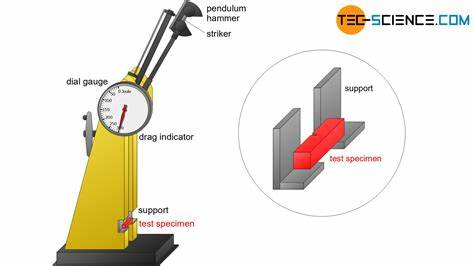 pendulum
hammer
striker
TEC-SCIENCE.COM
dial gauge
drag indicator
support
test specimen
support
test specimen